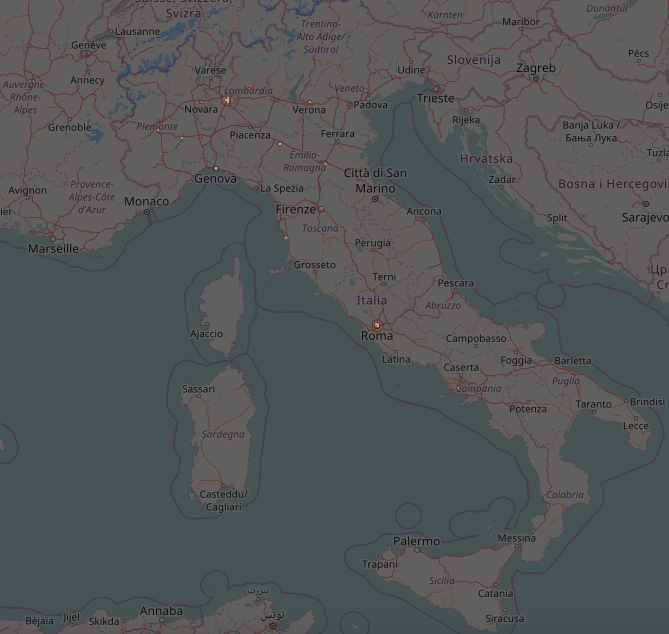 Suisse, Svizzera,
Svizra
Lausanne
Genève
Annecy
Auvergne-
Rhône-
Alpes
Grenoble
Trentino
Alto Adige/
Südtirol
Kärnten
Maribor
Dunántúl
Slovenija
Pécs
Zagreb
Varese
Lombardia
Novara
Piemonte
Piacenza
Verona
Veneto
Padova
Udine
Trieste
Rijeka
Osije
Banja Luka /
Бања Лука
Tuzla
Ferrara
Emilia-
Romagna
Hrvatska
Zadar
Bosna i Hercegovi
Sarajevo
Split
Genova
La Spezia
Città di San
Marino
Avignon
Provence-
Alpes-Côte
d'Azur
ier
Monaco
Marseille
Firenze
Toscana
Ancona
Perugia
Grosseto
Terni
Italia
Pescara
Abruzzo
Roma
Latina
Campobasso
Foggia
Barletta
Caserta
Campania
Puglia
Potenza
Taranto
Brindisi
Lecce
Ajaccio
Sassari
Sardegna
Casteddu/
Cagliari
Calabria
Messina
Palermo
Trapani
Sicilia
Catania
Siracusa
بنزرت
تونس
Annaba
Skikda
Jijel
Béjaïa
Цр
Cr